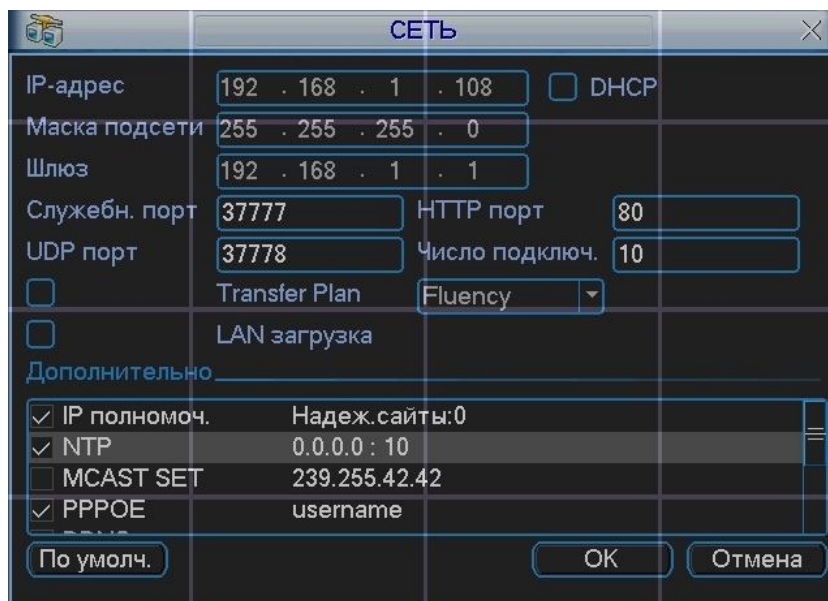 СЕТЬ
IP-адрес 192 . 168 . 1 . 108 DHCP
Маска подсети 255 . 255 . 255 . 0
Шлюз 192 . 168 . 1 . 1
Служебн. порт 37777 HTTP порт 80
UDP порт 37778 Число подключ. 10
Transfer Plan Fluency
LAN загрузка
Дополнительно
IP полномоч. Надеж.сайты:0
NTP 0.0.0.0 : 10
MCAST SET 239.255.42.42
PPPOE username
По умолч. OK Отмена